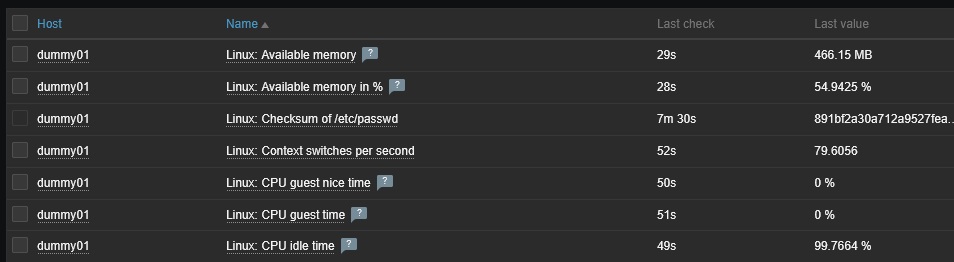 Host Name Last check Last value
dummy01 Linux: Available memory ? 29s 466.15 MB
dummy01 Linux: Available memory in % ? 28s 54.9425 %
dummy01 Linux: Checksum of /etc/passwd 7m 30s 891bf2a30a712a9527fea..
dummy01 Linux: Context switches per second 52s 79.6056
dummy01 Linux: CPU guest nice time ? 50s 0 %
dummy01 Linux: CPU guest time ? 51s 0 %
dummy01 Linux: CPU idle time ? 49s 99.7664 %